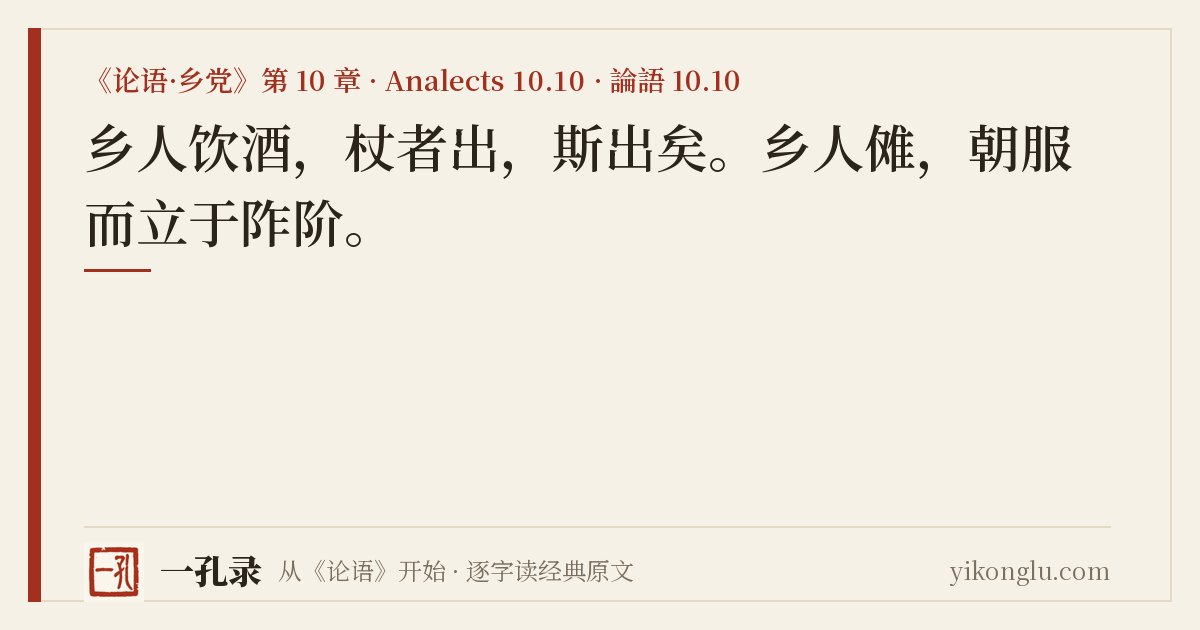 《论语·乡党》第 10 章 · Analects 10.10 · 論語 10.10
乡人饮酒，杖者出，斯出矣。乡人傩，朝服
而立于阼阶。
一孔
一孔录 从《论语》开始 · 逐字读经典原文 yikonglu.com